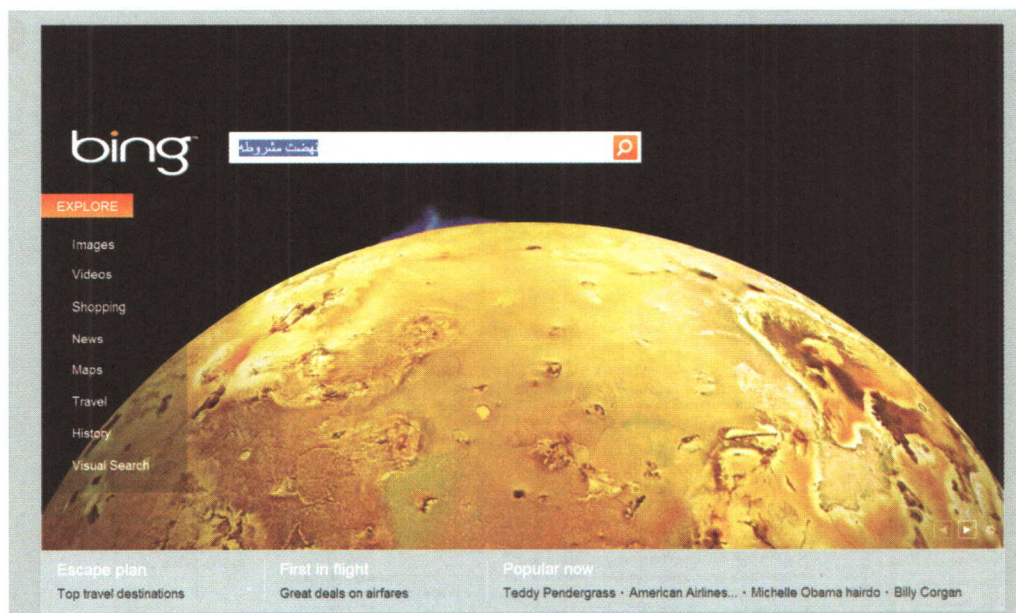 bing™
نهضت مشروطه
EXPLORE
Images
Videos
Shopping
News
Maps
Travel
History
Visual Search
©
Escape plan
Top travel destinations
First in flight
Great deals on airfares
Popular now
Teddy Pendergrass · American Airlines... · Michelle Obama hairdo · Billy Corgan